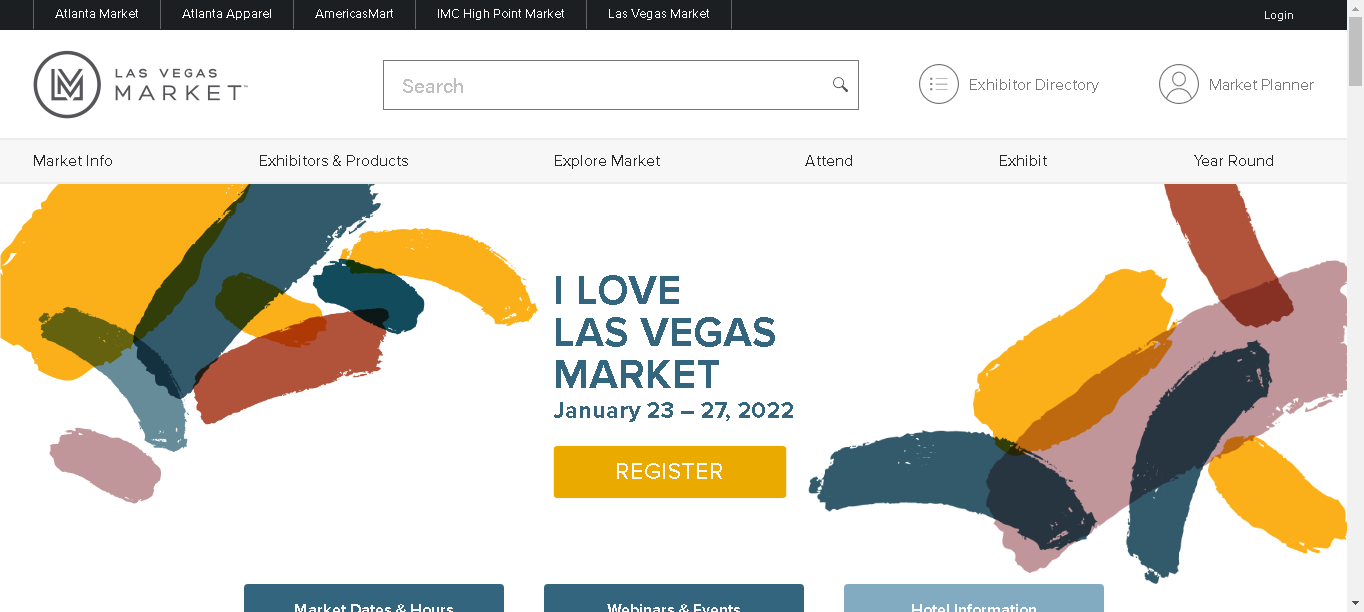 Atlanta Market
Atlanta Apparel
AmericasMart
IMC High Point Market
Las Vegas Market
Login
LM
LAS VEGAS
MARKET™
Search
Exhibitor Directory
Market Planner
Market Info
Exhibitors & Products
Explore Market
Attend
Exhibit
Year Round
I LOVE
LAS VEGAS
MARKET
January 23 – 27, 2022
REGISTER
Market Dates & Hours
Webinars & Events
Hotel Information